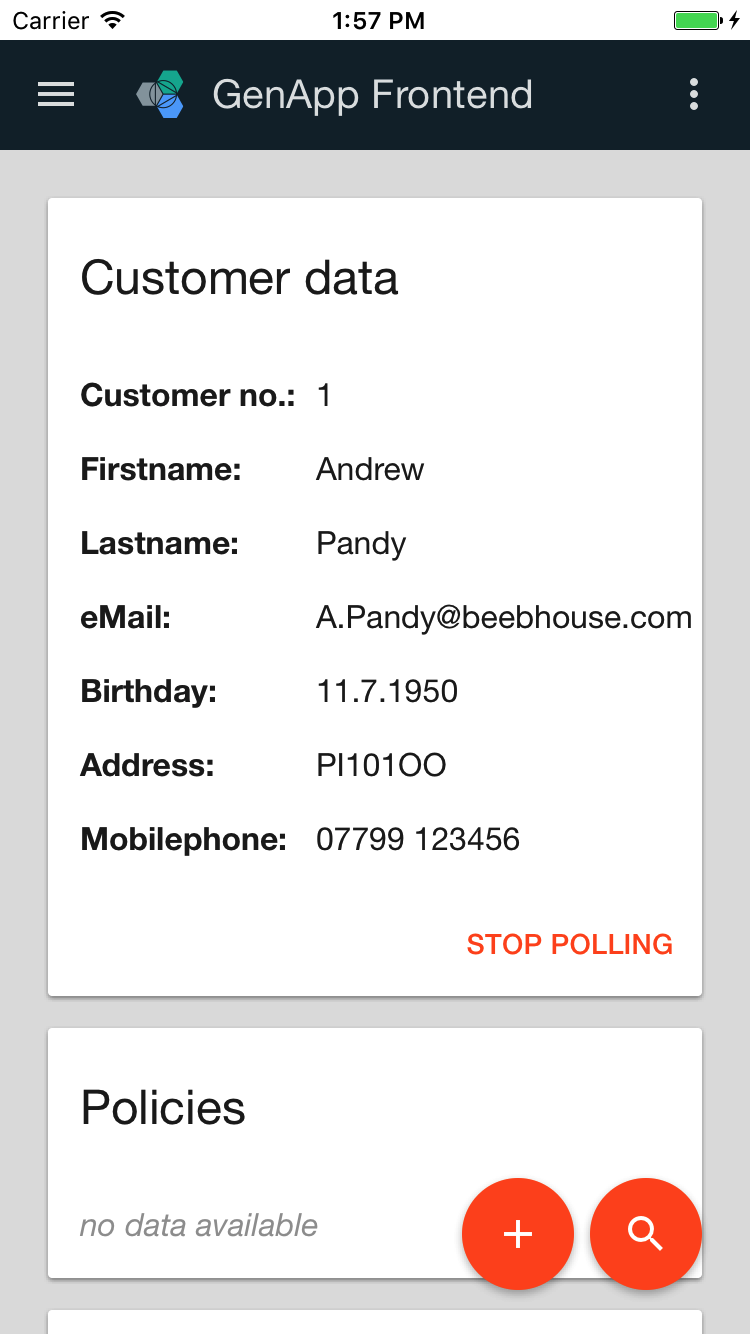 Carrier 1:57 PM
GenApp Frontend
Customer data
Customer no.: 1
Firstname: Andrew
Lastname: Pandy
eMail: A.Pandy@beebhouse.com
Birthday: 11.7.1950
Address: PI101OO
Mobilephone: 07799 123456
STOP POLLING
Policies
no data available